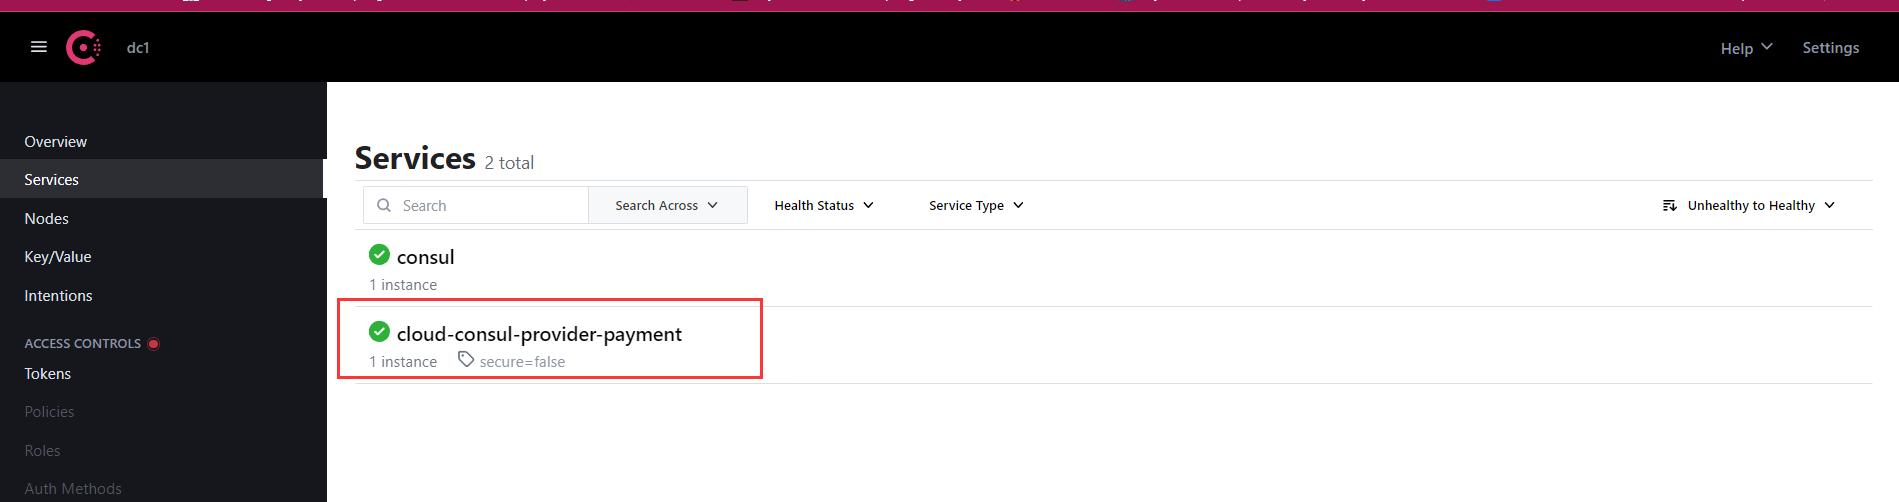 dc1
Help
Settings
Overview
Services
Nodes
Key/Value
Intentions
ACCESS CONTROLS
Tokens
Policies
Roles
Auth Methods
Services 2 total
Search
Search Across
Health Status
Service Type
Unhealthy to Healthy
consul
1 instance
cloud-consul-provider-payment
1 instance secure=false